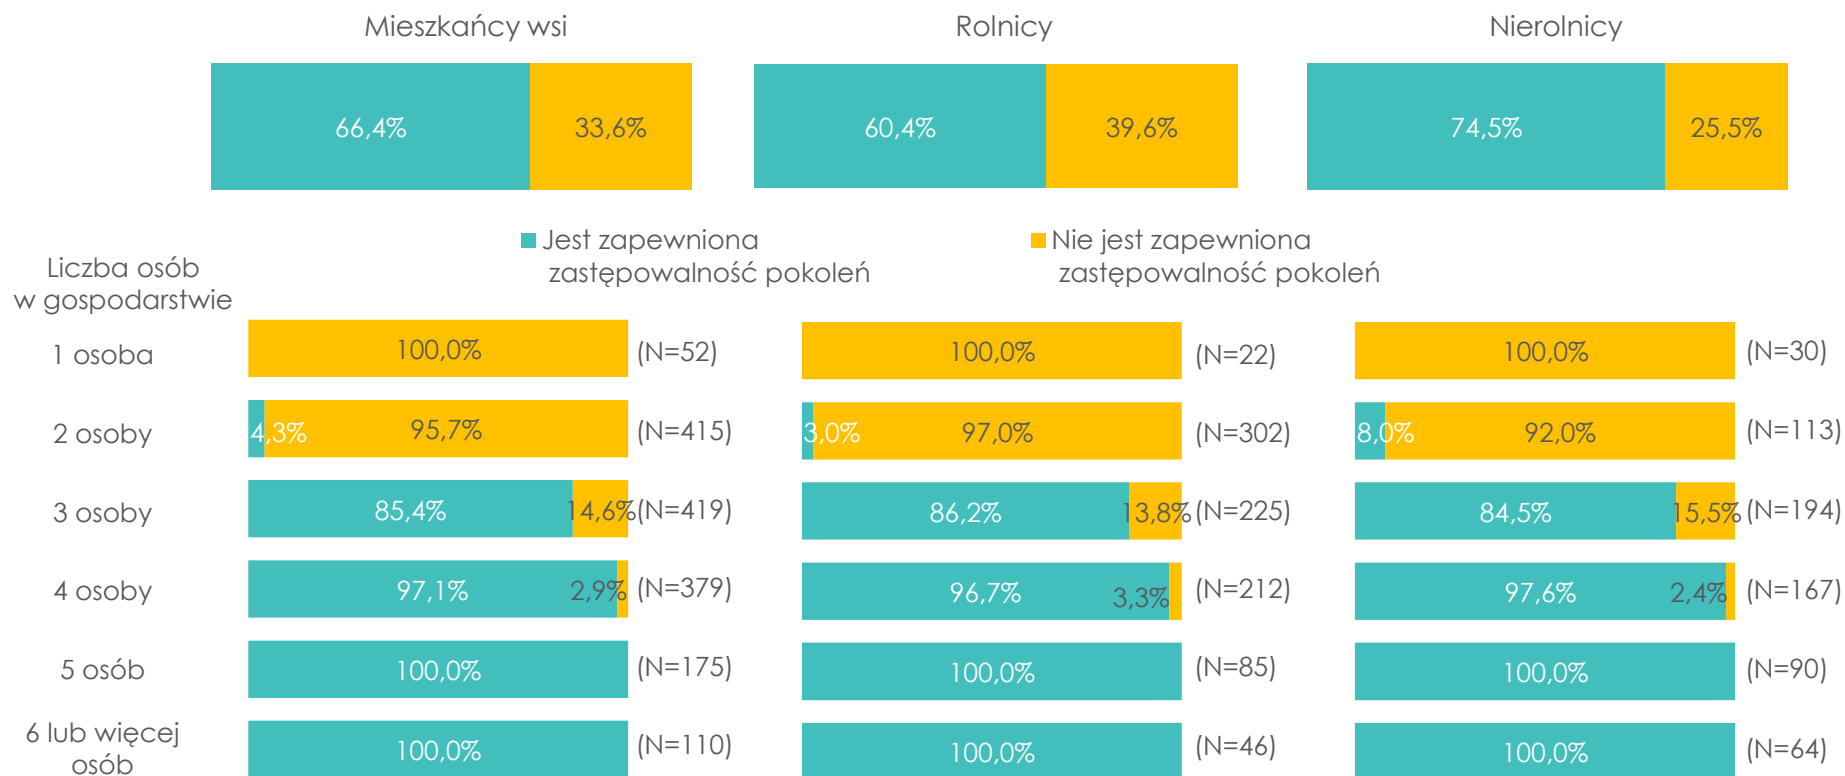 Mieszkańcy wsi
Rolnicy
Nierolnicy
66,4%
33,6%
60,4%
39,6%
74,5%
25,5%
Jest zapewniona
zastępowalność pokoleń
Nie jest zapewniona
zastępowalność pokoleń
Liczba osób
w gospodarstwie
1 osoba
100,0%
(N=52)
100,0%
(N=22)
100,0%
(N=30)
2 osoby
4,3%
95,7%
(N=415)
3,0%
97,0%
(N=302)
8,0%
92,0%
(N=113)
3 osoby
85,4%
14,6%
(N=419)
86,2%
13,8%
(N=225)
84,5%
15,5%
(N=194)
4 osoby
97,1%
2,9%
(N=379)
96,7%
3,3%
(N=212)
97,6%
2,4%
(N=167)
5 osób
100,0%
(N=175)
100,0%
(N=85)
100,0%
(N=90)
6 lub więcej
osób
100,0%
(N=110)
100,0%
(N=46)
100,0%
(N=64)